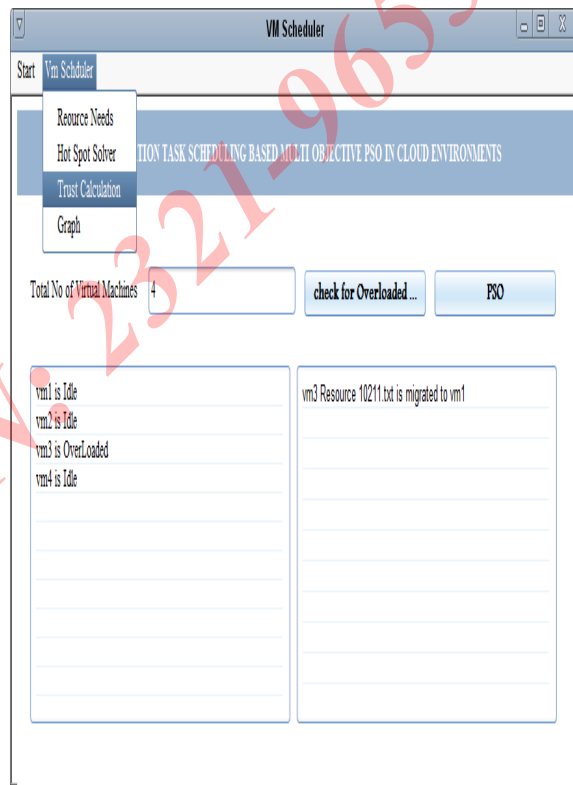 VM Scheduler
Start Vm Schduler
Reource Needs
Hot Spot Solver
Trust Calculation
Graph
TION TASK SCHEDULING BASED MULTI OBJECTIVE PSO IN CLOUD ENVIRONMENTS
Total No of Virtual Machines 4 check for Overloaded ... PSO
vm1 is Idle
vm2 is Idle
vm3 is OverLoaded
vm4 is Idle
vm3 Resource 10211.txt is migrated to vm1
: 2321-965